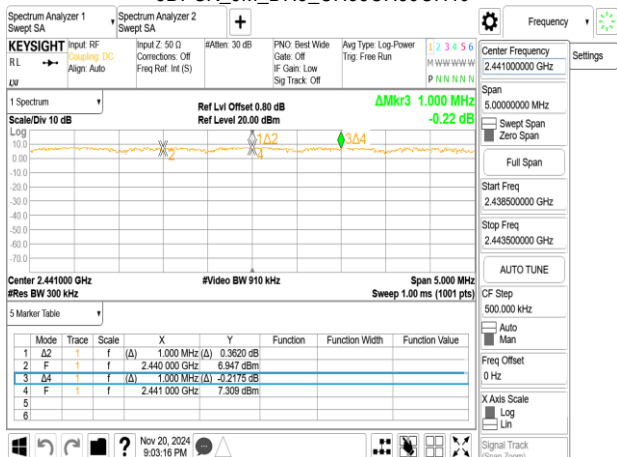 Spectrum Analyzer 1
Swept SA
Spectrum Analyzer 2
Swept SA
+
Frequency
Settings
KEYSIGHT
RL
LXI
Input: RF
Coupling: DC
Align: Auto
Input Z: 50 Ω
Corrections: Off
Freq Ref: Int (S)
#Atten: 30 dB
PNO: Best Wide
Gate: Off
IF Gain: Low
Sig Track: Off
Avg Type: Log-Power
Trig: Free Run
1 2 3 4 5 6
M W W W W W
P N N N N N
1 Spectrum
Scale/Div 10 dB
Ref Lvl Offset 0.80 dB
Ref Level 20.00 dBm
ΔMkr3 1.000 MHz
-0.22 dB
Log
10.0
0.00
-10.0
-20.0
-30.0
-40.0
-50.0
-60.0
-70.0
2
1Δ2
4
3Δ4
Center 2.441000 GHz
#Res BW 300 kHz
#Video BW 910 kHz
Span 5.000 MHz
Sweep 1.00 ms (1001 pts)
5 Marker Table
Mode Trace Scale X Y Function Function Width Function Value
1 Δ2 1 f (Δ) 1.000 MHz (Δ) 0.3620 dB
2 F 1 f 2.440 000 GHz 6.947 dBm
3 Δ4 1 f (Δ) 1.000 MHz (Δ) -0.2175 dB
4 F 1 f 2.441 000 GHz 7.309 dBm
5
6
Nov 20, 2024
9:03:16 PM
Center Frequency
2.441000000 GHz
Span
5.00000000 MHz
Swept Span
Zero Span
Full Span
Start Freq
2.438500000 GHz
Stop Freq
2.443500000 GHz
AUTO TUNE
CF Step
500.000 kHz
Auto
Man
Freq Offset
0 Hz
X Axis Scale
Log
Lin
Signal Track
(Span Zoom)